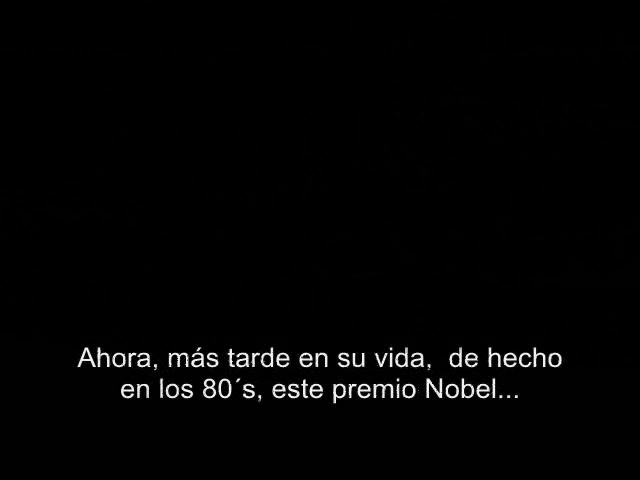 Ahora, más tarde en su vida,  de hecho
en los 80´s, este premio Nobel...